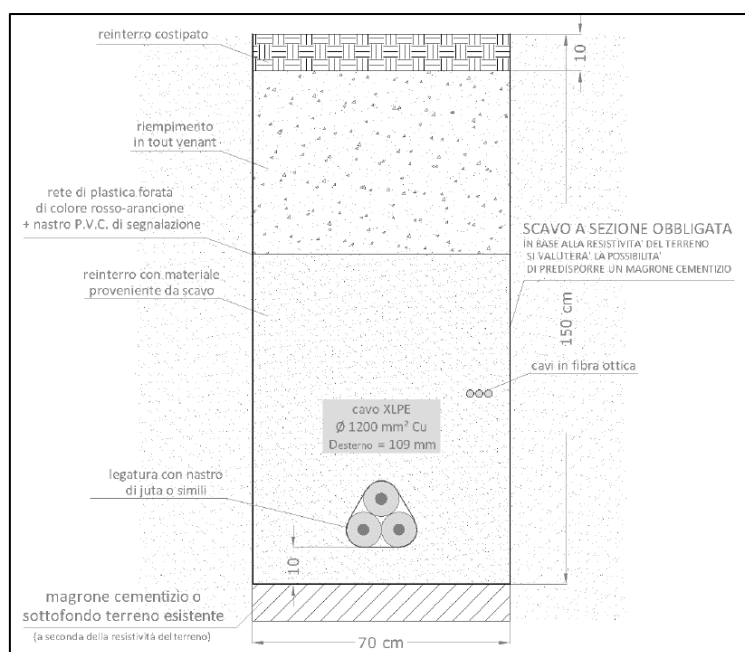 reinterro costipato
10
riempimento
in tout venant
rete di plastica forata
di colore rosso-arancione
+ nastro P.V.C. di segnalazione
SCAVO A SEZIONE OBBLIGATA
IN BASE ALLA RESISTIVITA' DEL TERRENO
SI VALUTERA' LA POSSIBILITA'
DI PREDISPORRE UN MAGRONE CEMENTIZIO
reinterro con materiale
proveniente da scavo
150 cm
cavi in fibra ottica
cavo XLPE
Ø 1200 mm² Cu
Desterno = 109 mm
legatura con nastro
di juta o simili
10
magrone cementizio o
sottofondo terreno esistente
(a seconda della resistività del terreno)
70 cm